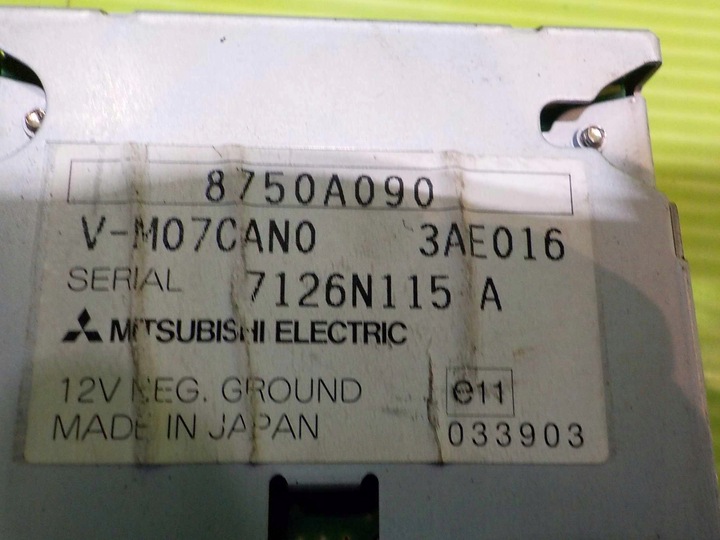 8750A090
V-M07CAN0 3AE016
SERIAL 7126N115 A
MITSUBISHI ELECTRIC
12V NEG. GROUND e11
MADE IN JAPAN 033903